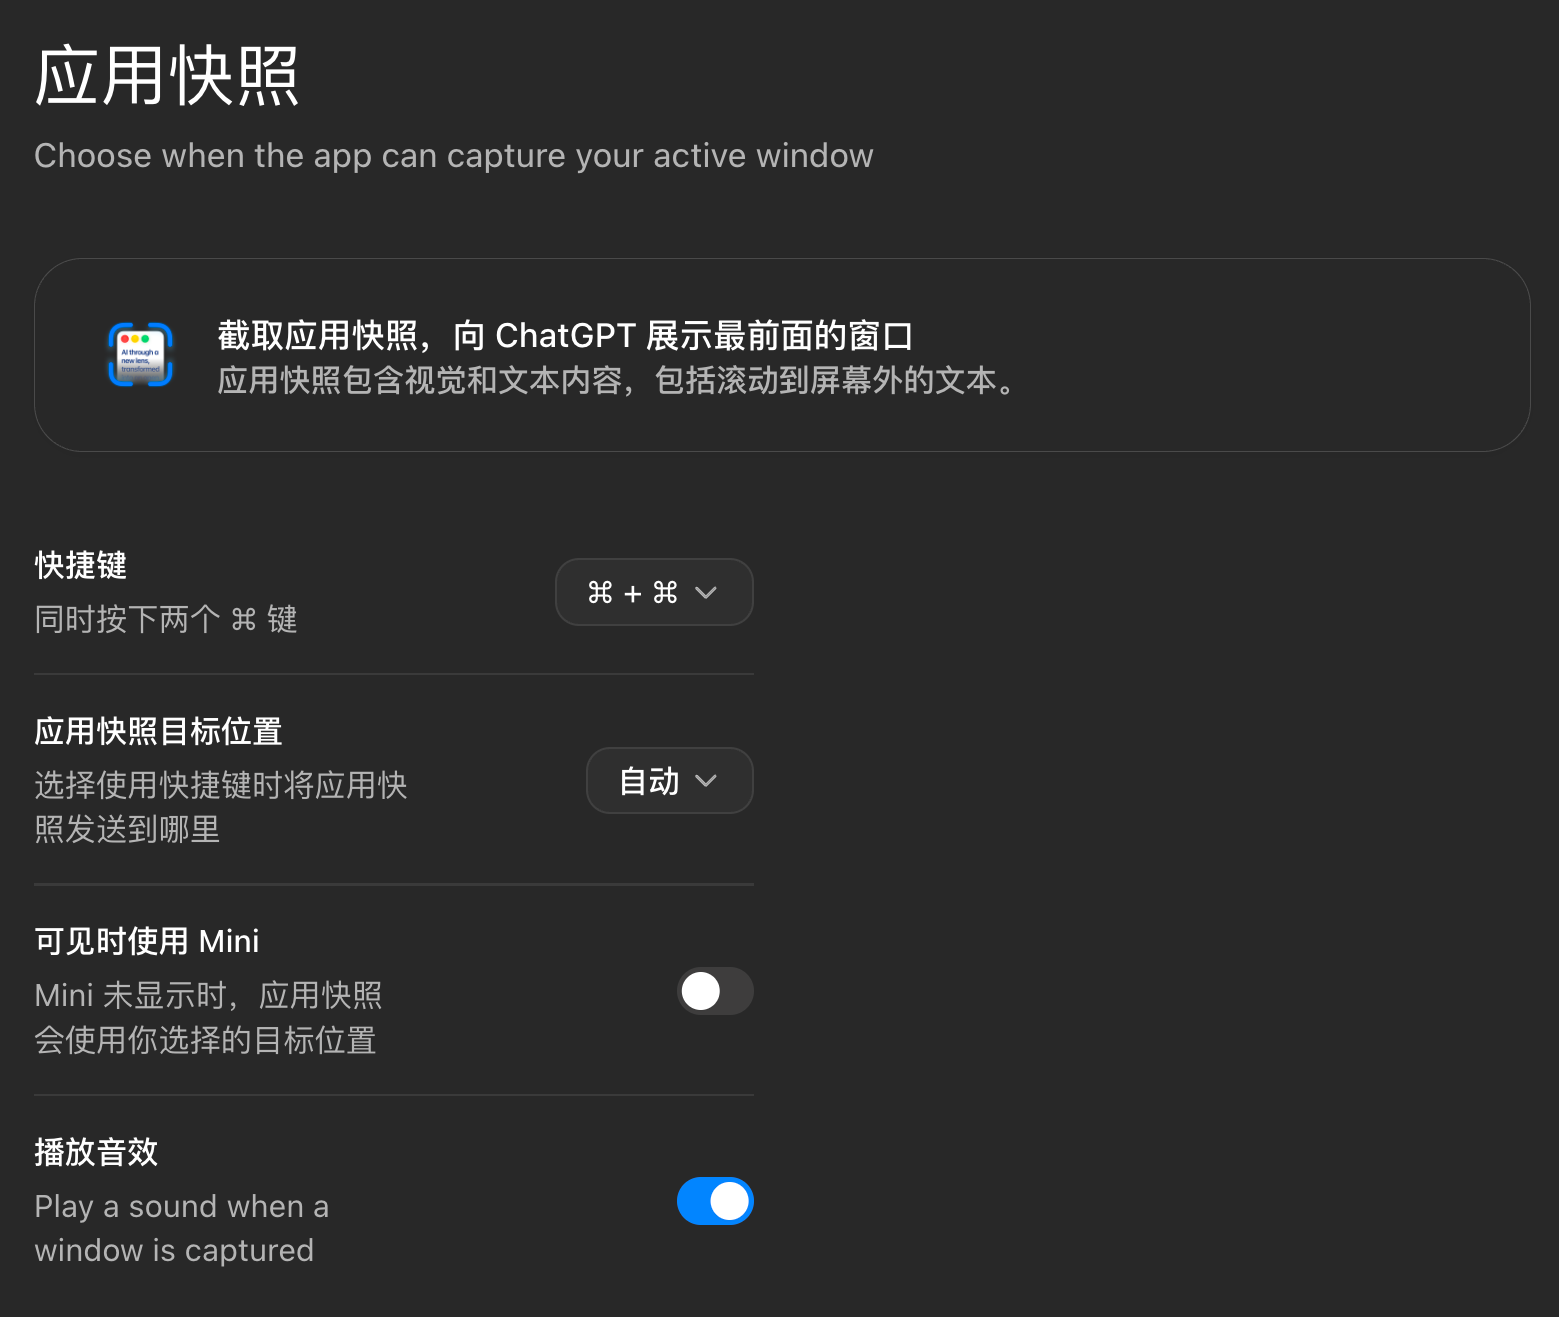 应用快照
Choose when the app can capture your active window
截取应用快照，向 ChatGPT 展示最前面的窗口
应用快照包含视觉和文本内容，包括滚动到屏幕外的文本。
AI through a
new lens,
transformed
快捷键
同时按下两个 ⌘ 键
⌘ + ⌘
应用快照目标位置
选择使用快捷键时将应用快
照发送到哪里
自动
可见时使用 Mini
Mini 未显示时，应用快照
会使用你选择的目标位置
播放音效
Play a sound when a
window is captured